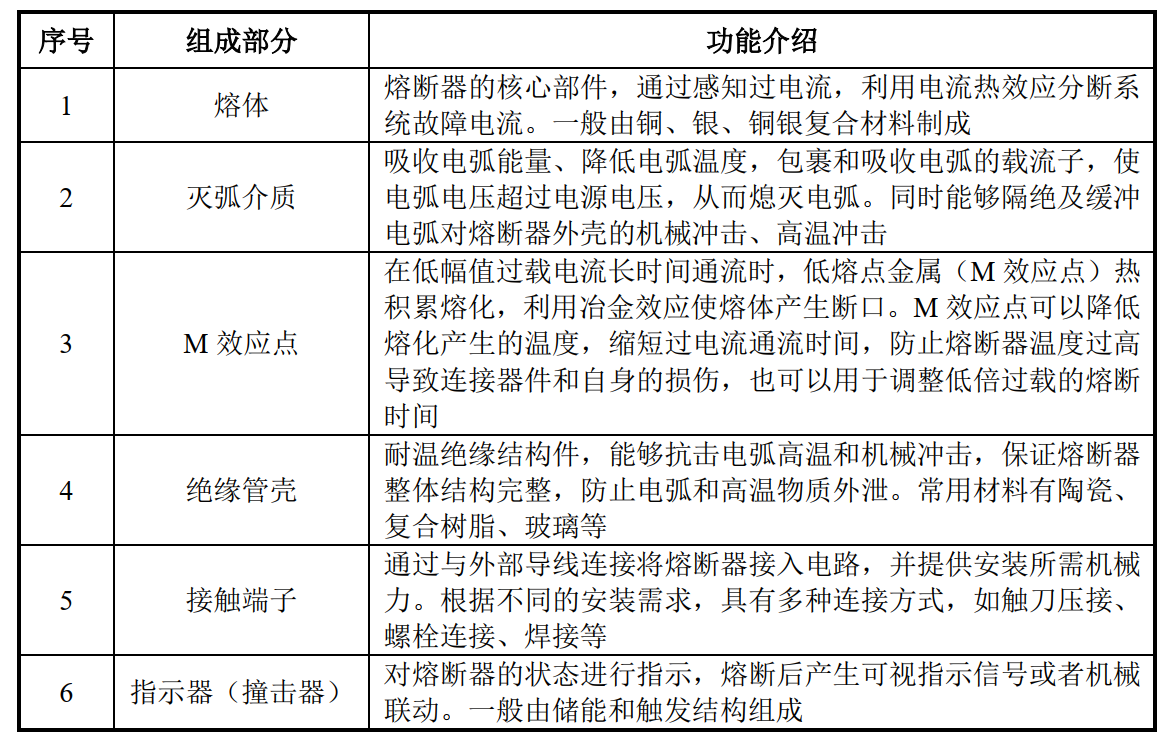 序号 组成部分 功能介绍
1 熔体 熔断器的核心部件，通过感知过电流，利用电流热效应分断系
统故障电流。一般由铜、银、铜银复合材料制成
2 灭弧介质 吸收电弧能量、降低电弧温度，包裹和吸收电弧的载流子，使
电弧电压超过电源电压，从而熄灭电弧。同时能够隔绝及缓冲
电弧对熔断器外壳的机械冲击、高温冲击
3 M 效应点 在低幅值过载电流长时间通流时，低熔点金属（M 效应点）热
积累熔化，利用冶金效应使熔体产生断口。M 效应点可以降低
熔化产生的温度，缩短过电流通流时间，防止熔断器温度过高
导致连接器件和自身的损伤，也可以用于调整低倍过载的熔断
时间
4 绝缘管壳 耐温绝缘结构件，能够抗击电弧高温和机械冲击，保证熔断器
整体结构完整，防止电弧和高温物质外泄。常用材料有陶瓷、
复合树脂、玻璃等
5 接触端子 通过与外部导线连接将熔断器接入电路，并提供安装所需机械
力。根据不同的安装需求，具有多种连接方式，如触刀压接、
螺栓连接、焊接等
6 指示器（撞击器） 对熔断器的状态进行指示，熔断后产生可视指示信号或者机械
联动。一般由储能和触发结构组成